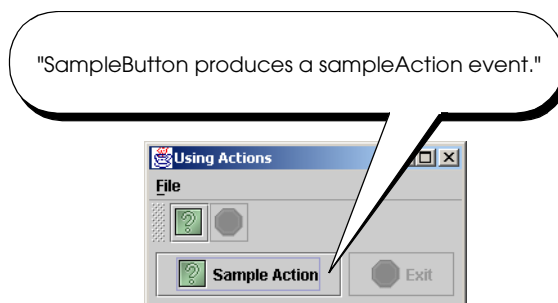 "SampleButton produces a sampleAction event."
Using Actions
File
Sample Action
Exit